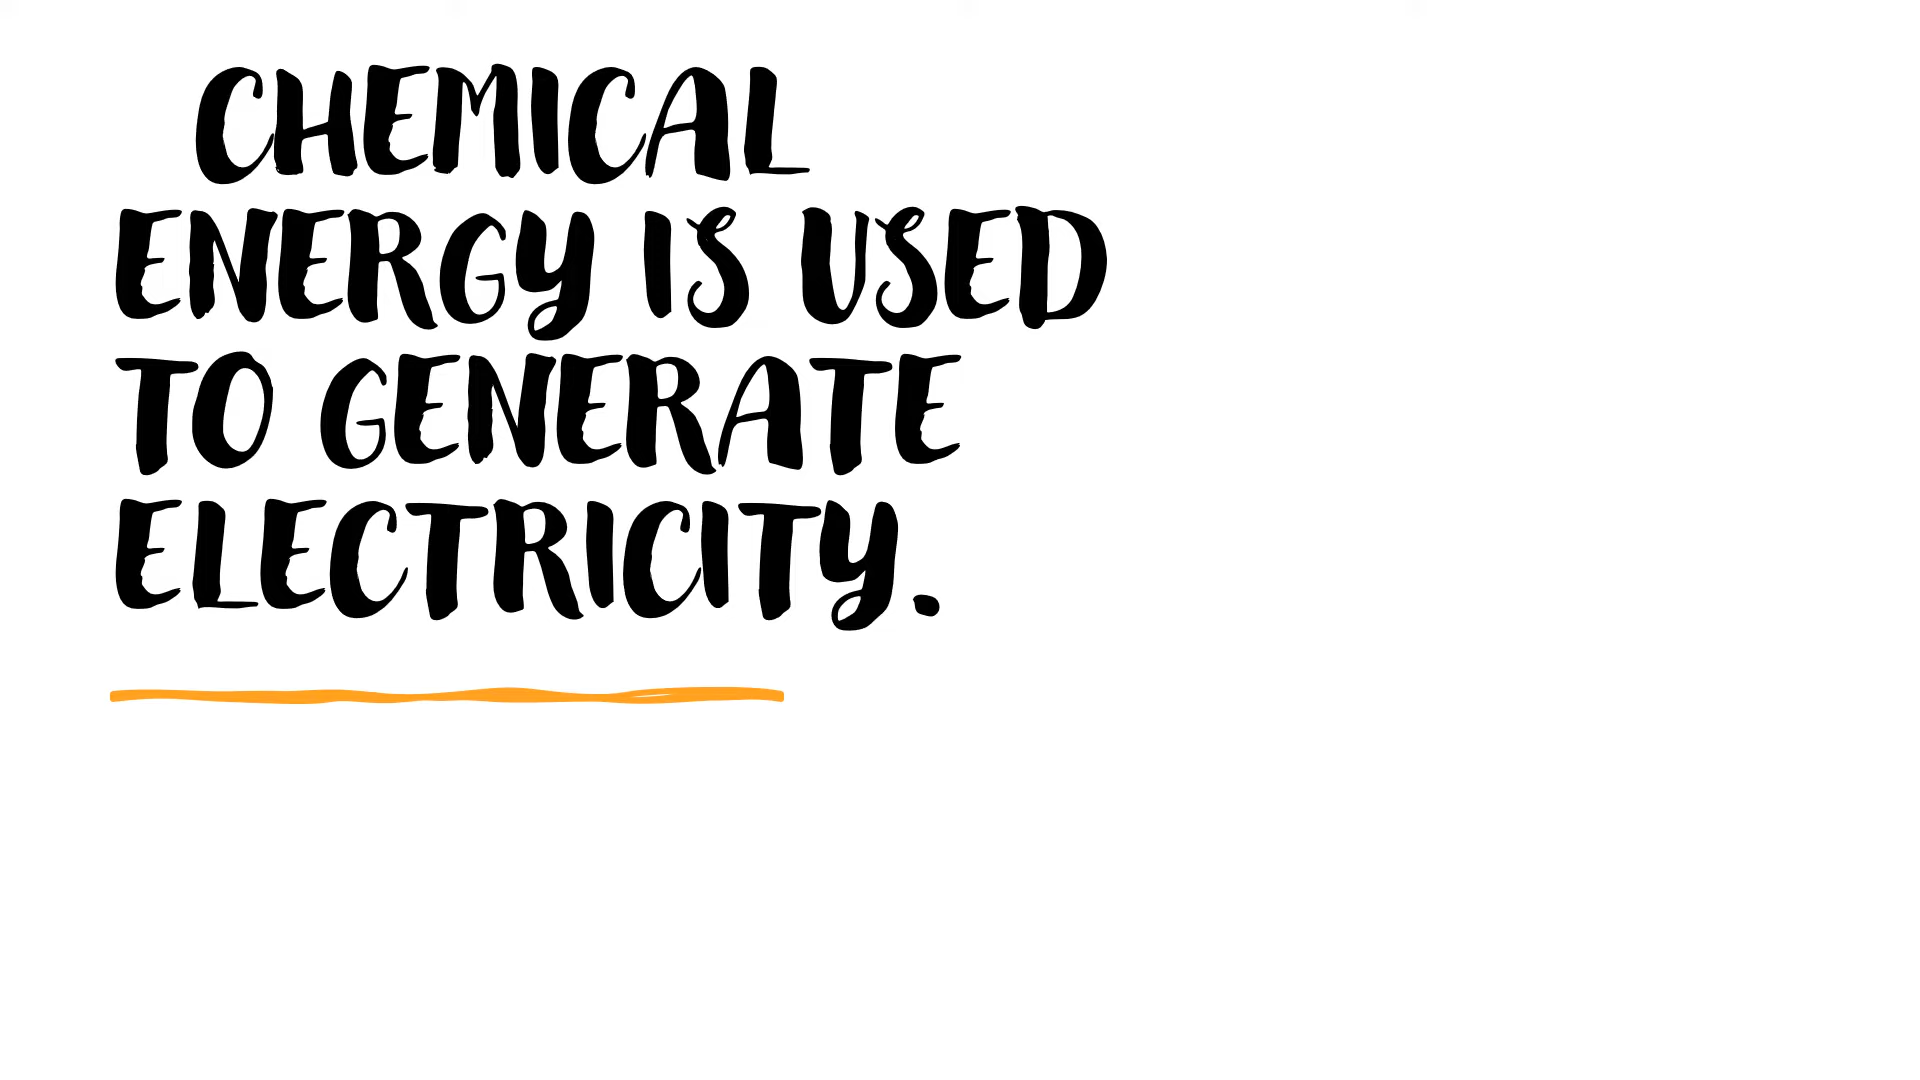 CHEMICAL
ENERGY IS USED
TO GENERATE
ELECTRICITY.